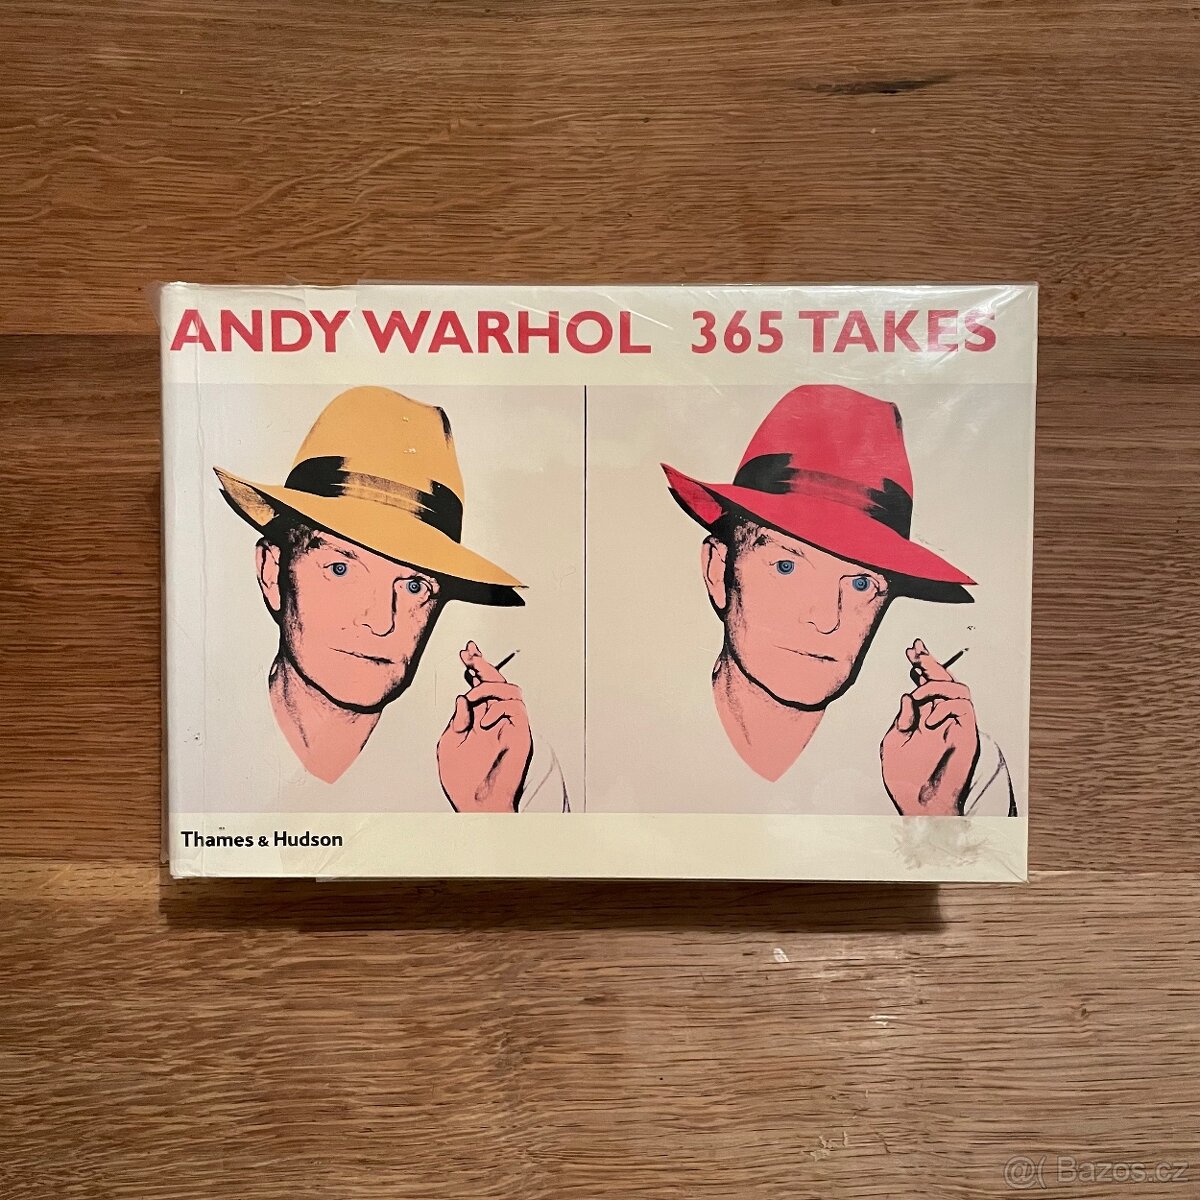 ANDY WARHOL 365 TAKES
Thames & Hudson
@( Bazos.cz